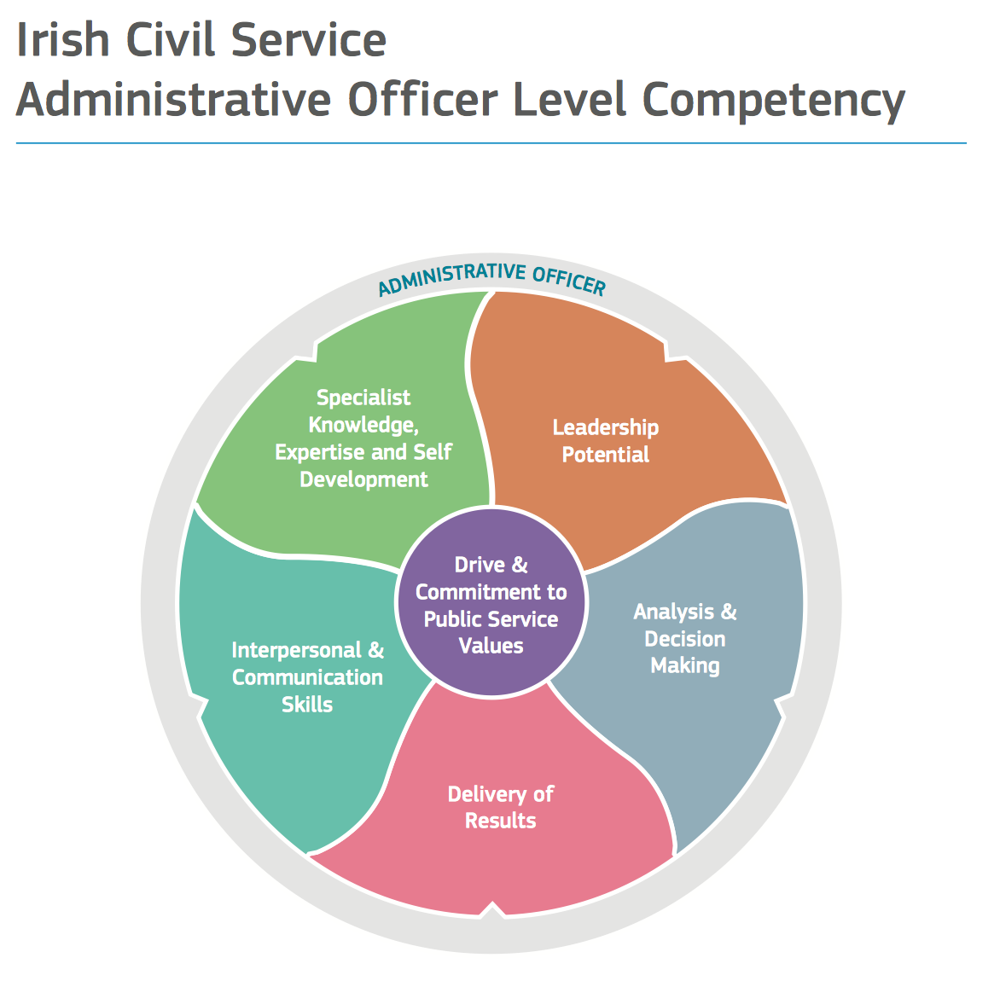 Irish Civil Service
Administrative Officer Level Competency
ADMINISTRATIVE OFFICER
Specialist
Knowledge,
Expertise and Self
Development
Leadership
Potential
Drive &
Commitment to
Public Service
Values
Analysis &
Decision
Making
Interpersonal &
Communication
Skills
Delivery of
Results